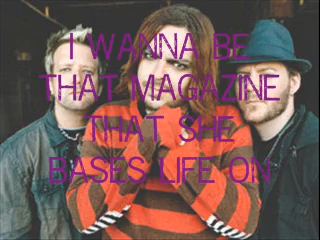 I WANNA BE
THAT MAGAZINE
THAT SHE
BASES LIFE ON